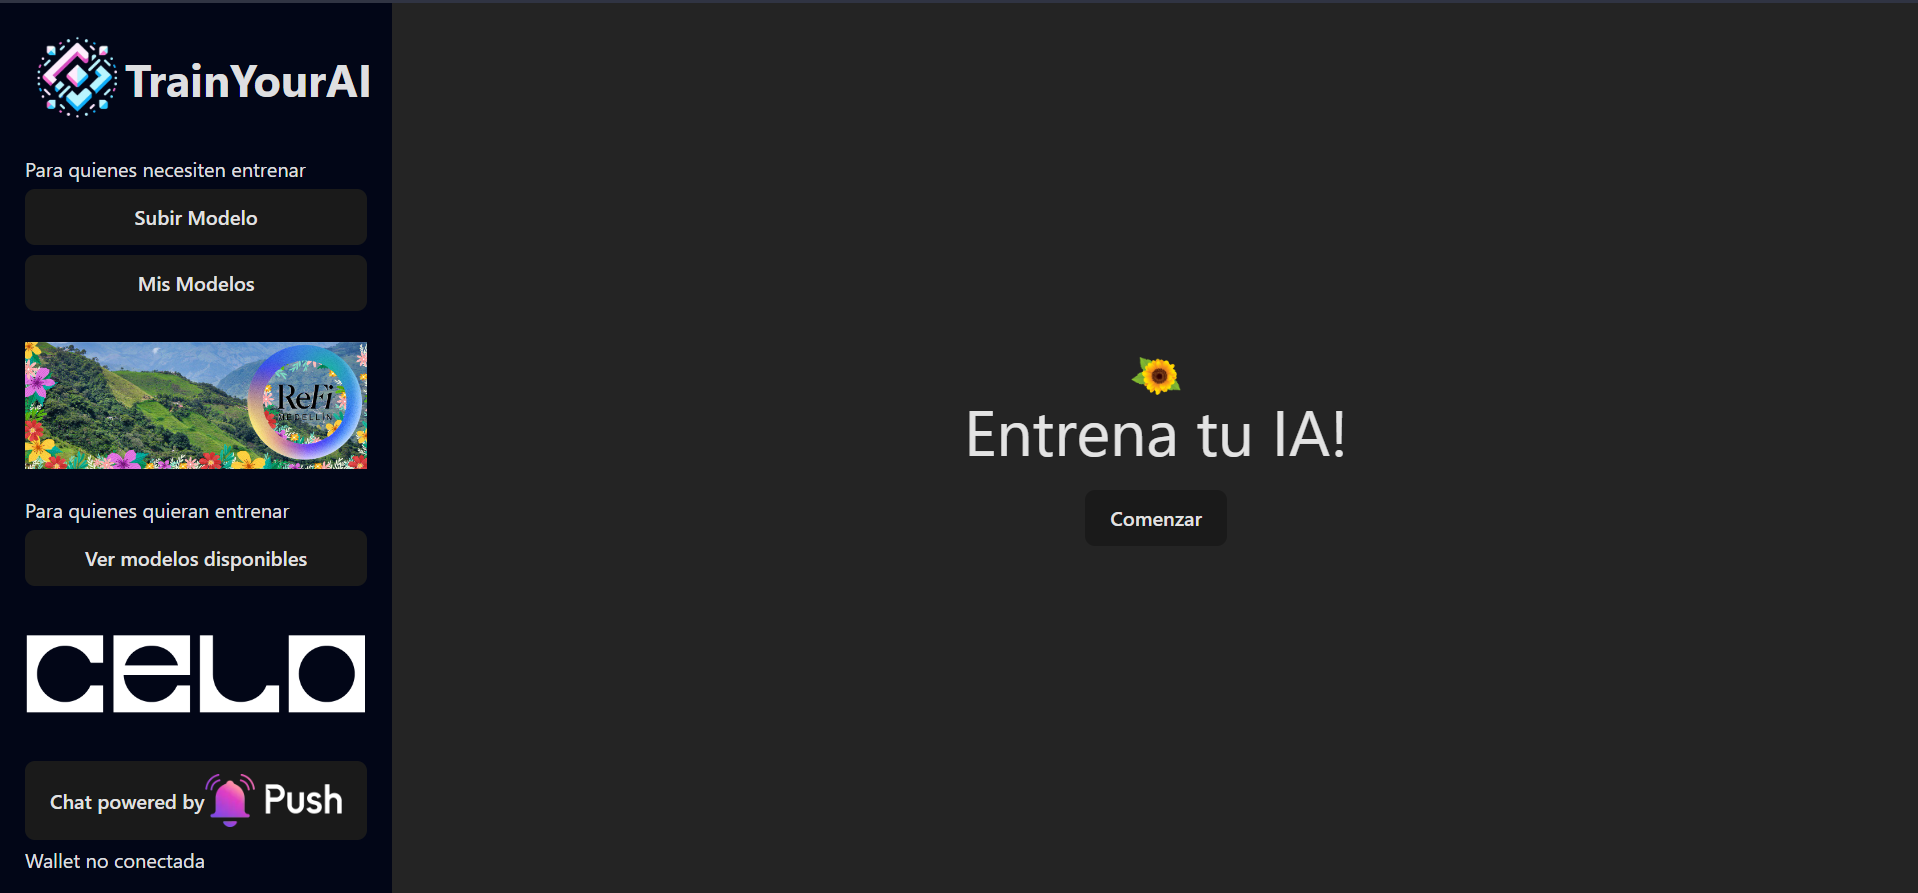 TrainYourAI
Para quienes necesiten entrenar
Subir Modelo
Mis Modelos
ReFi
MEDELLIN
Para quienes quieran entrenar
Ver modelos disponibles
CELO
Chat powered by Push
Wallet no conectada
Entrena tu IA!
Comenzar